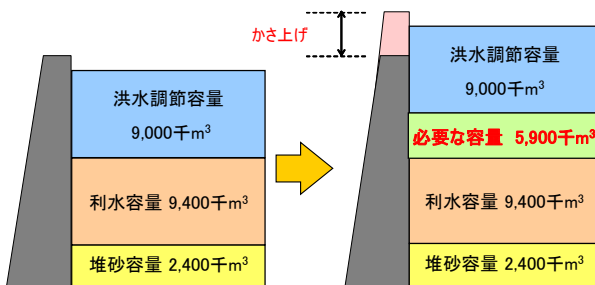 かさ上げ
洪水調節容量
9,000千m³
利水容量 9,400千m³
堆砂容量 2,400千m³
洪水調節容量
9,000千m³
必要な容量 5,900千m³
利水容量 9,400千m³
堆砂容量 2,400千m³